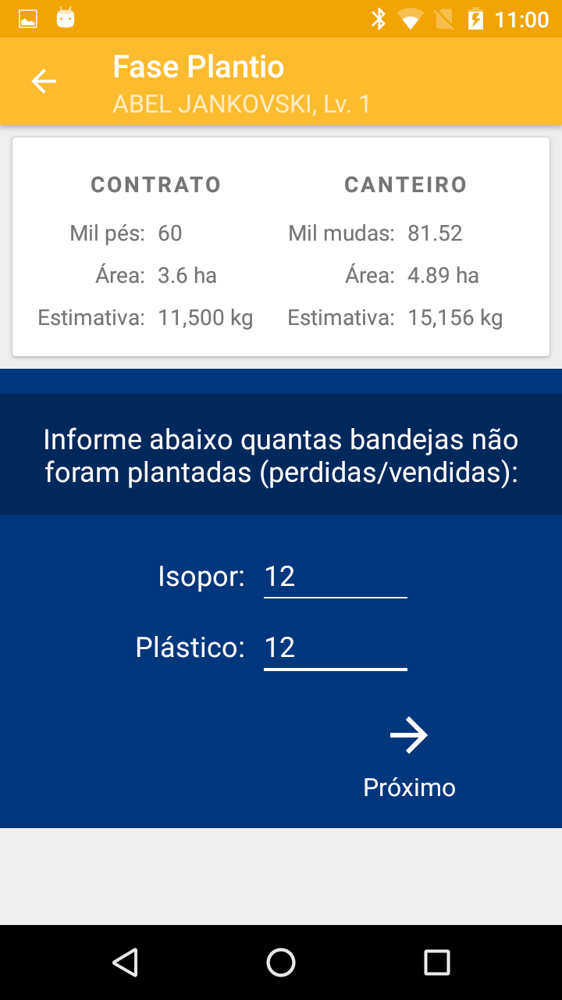 11:00
Fase Plantio
ABEL JANKOVSKI, Lv. 1
CONTRATO
Mil pés: 60
Área: 3.6 ha
Estimativa: 11,500 kg
CANTEIRO
Mil mudas: 81.52
Área: 4.89 ha
Estimativa: 15,156 kg
Informe abaixo quantas bandejas não
foram plantadas (perdidas/vendidas):
Isopor: 12
Plástico: 12
Próximo